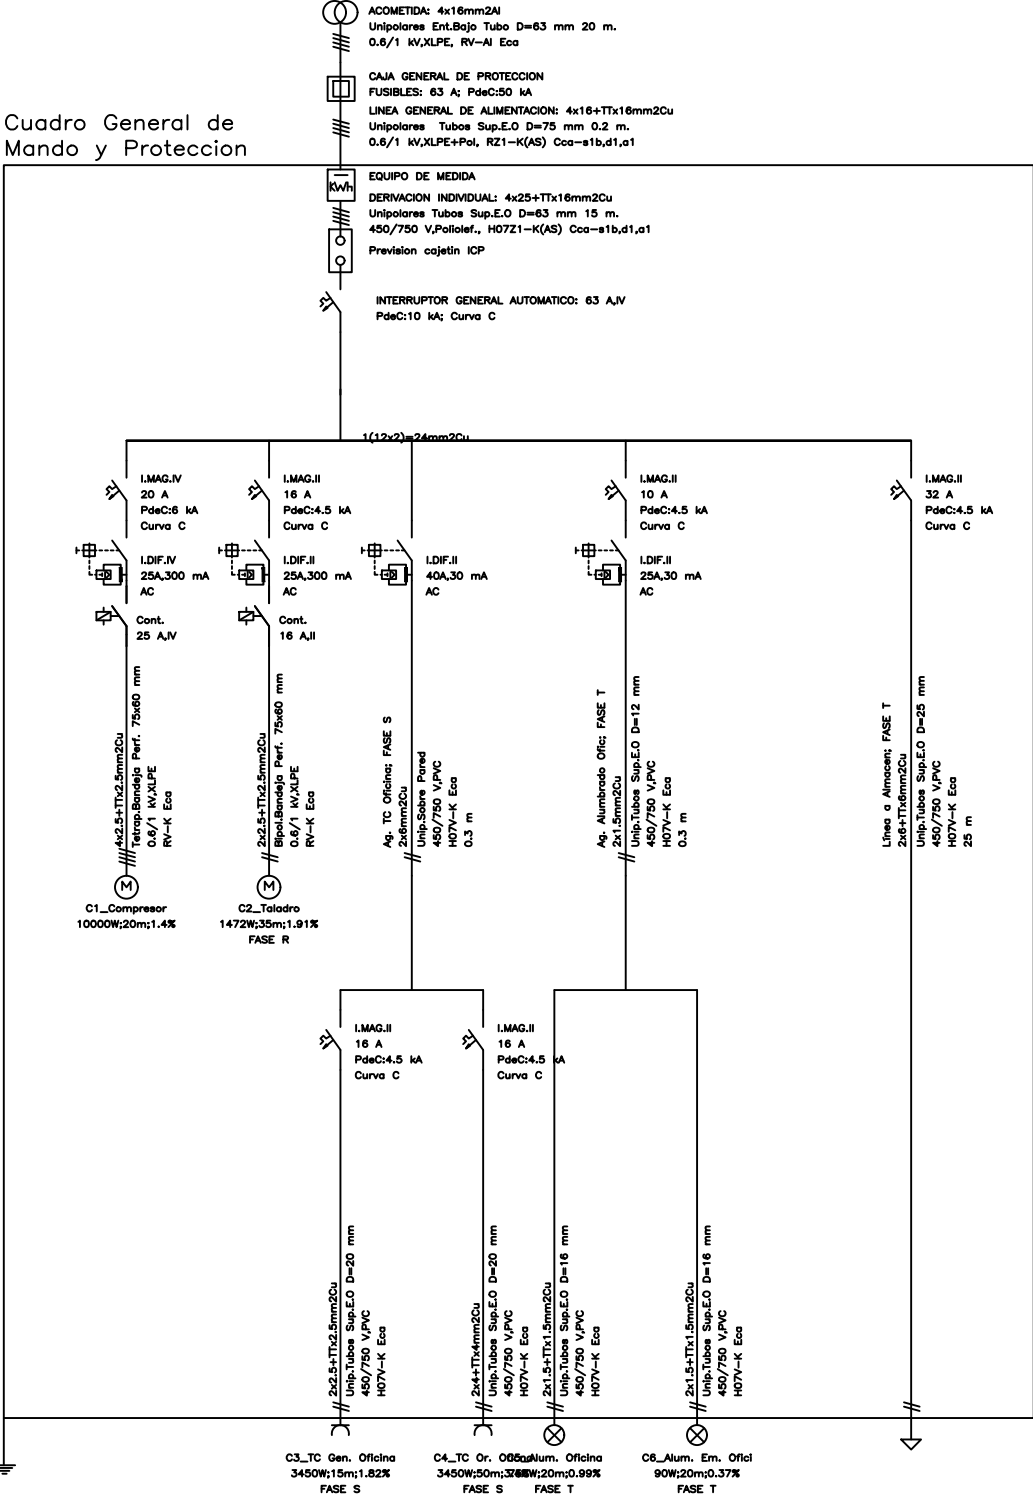 ACOMETIDA: 4x16mm2Al
Unipolares Ent.Bajo Tubo D=63 mm 20 m.
0.6/1 kV,XLPE, RV-Al Eca
CAJA GENERAL DE PROTECCION
FUSIBLES: 63 A; PdeC:50 kA
LINEA GENERAL DE ALIMENTACION: 4x16+TTx16mm2Cu
Unipolares Tubos Sup.E.O D=75 mm 0.2 m.
0.6/1 kV,XLPE+Pol, RZ1-K(AS) Cca-s1b,d1,a1
Cuadro General de
Mando y Proteccion
KWh
EQUIPO DE MEDIDA
DERIVACION INDIVIDUAL: 4x25+TTx16mm2Cu
Unipolares Tubos Sup.E.O D=63 mm 15 m.
450/750 V,Poliolef., H07Z1-K(AS) Cca-s1b,d1,a1
Prevision cajetin ICP
INTERRUPTOR GENERAL AUTOMATICO: 63 A,IV
PdeC:10 kA; Curva C
1(12x2)=24mm2Cu
I.MAG.IV
20 A
PdeC:6 kA
Curva C
I.DIF.IV
25A,300 mA
AC
Cont.
25 A,IV
4x2.5+TTx2.5mm2Cu
Tetrap.Bandeja Perf. 75x60 mm
0.6/1 kV,XLPE
RV-K Eca
M
C1_Compresor
10000W;20m;1.4%
I.MAG.II
16 A
PdeC:4.5 kA
Curva C
I.DIF.II
25A,300 mA
AC
Cont.
16 A,II
2x2.5+TTx2.5mm2Cu
Bipol.Bandeja Perf. 75x60 mm
0.6/1 kV,XLPE
RV-K Eca
M
C2_Taladro
1472W;35m;1.91%
FASE R
I.DIF.II
40A,30 mA
AC
Ag. TC Oficina; FASE S
2x6mm2Cu
Unip.Sobre Pared
450/750 V,PVC
H07V-K Eca
0.3 m
I.MAG.II
10 A
PdeC:4.5 kA
Curva C
I.DIF.II
25A,30 mA
AC
Ag. Alumbrado Ofic; FASE T
2x1.5mm2Cu
Unip.Tubos Sup.E.O D=12 mm
450/750 V,PVC
H07V-K Eca
0.3 m
I.MAG.II
32 A
PdeC:4.5 kA
Curva C
Línea a Almacen; FASE T
2x6+TTx6mm2Cu
Unip.Tubos Sup.E.O D=25 mm
450/750 V,PVC
H07V-K Eca
25 m
I.MAG.II
16 A
PdeC:4.5 kA
Curva C
2x2.5+TTx2.5mm2Cu
Unip.Tubos Sup.E.O D=20 mm
450/750 V,PVC
H07V-K Eca
C3_TC Gen. Oficina
3450W;15m;1.82%
FASE S
I.MAG.II
16 A
PdeC:4.5 kA
Curva C
2x4+TTx4mm2Cu
Unip.Tubos Sup.E.O D=20 mm
450/750 V,PVC
H07V-K Eca
C4_TC Or.
3450W;50m;
FASE S
2x1.5+TTx1.5mm2Cu
Unip.Tubos Sup.E.O D=16 mm
450/750 V,PVC
H07V-K Eca
Alum. Oficina
20m;0.99%
FASE T
2x1.5+TTx1.5mm2Cu
Unip.Tubos Sup.E.O D=16 mm
450/750 V,PVC
H07V-K Eca
C6_Alum. Em. Ofici
90W;20m;0.37%
FASE T